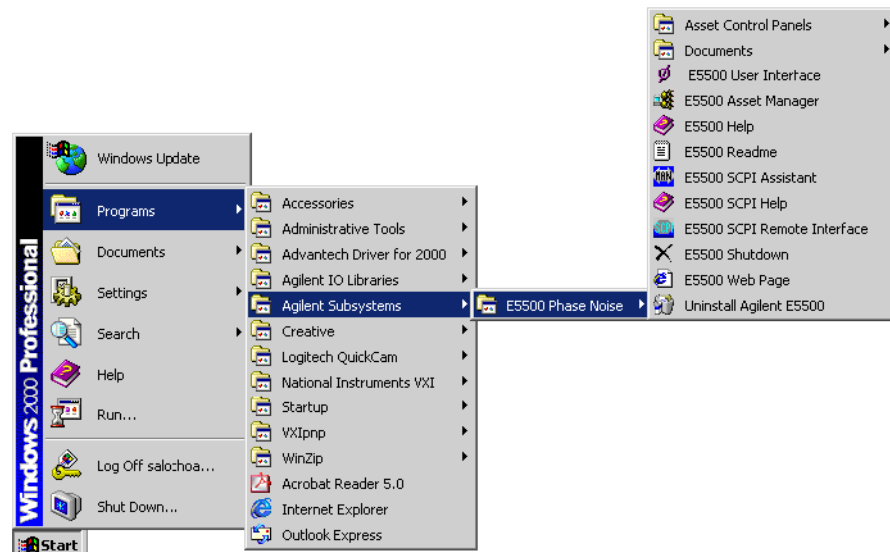 Windows Update
Programs
Documents
Settings
Search
Help
Run...
Log Off salochoa...
Shut Down...
Windows 2000 Professional
Start
Accessories
Administrative Tools
Advantech Driver for 2000
Agilent IO Libraries
Agilent Subsystems
Creative
Logitech QuickCam
National Instruments VXI
Startup
VXIpnp
WinZip
Acrobat Reader 5.0
Internet Explorer
Outlook Express
E5500 Phase Noise
Asset Control Panels
Documents
E5500 User Interface
E5500 Asset Manager
E5500 Help
E5500 Readme
E5500 SCPI Assistant
E5500 SCPI Help
E5500 SCPI Remote Interface
E5500 Shutdown
E5500 Web Page
Uninstall Agilent E5500